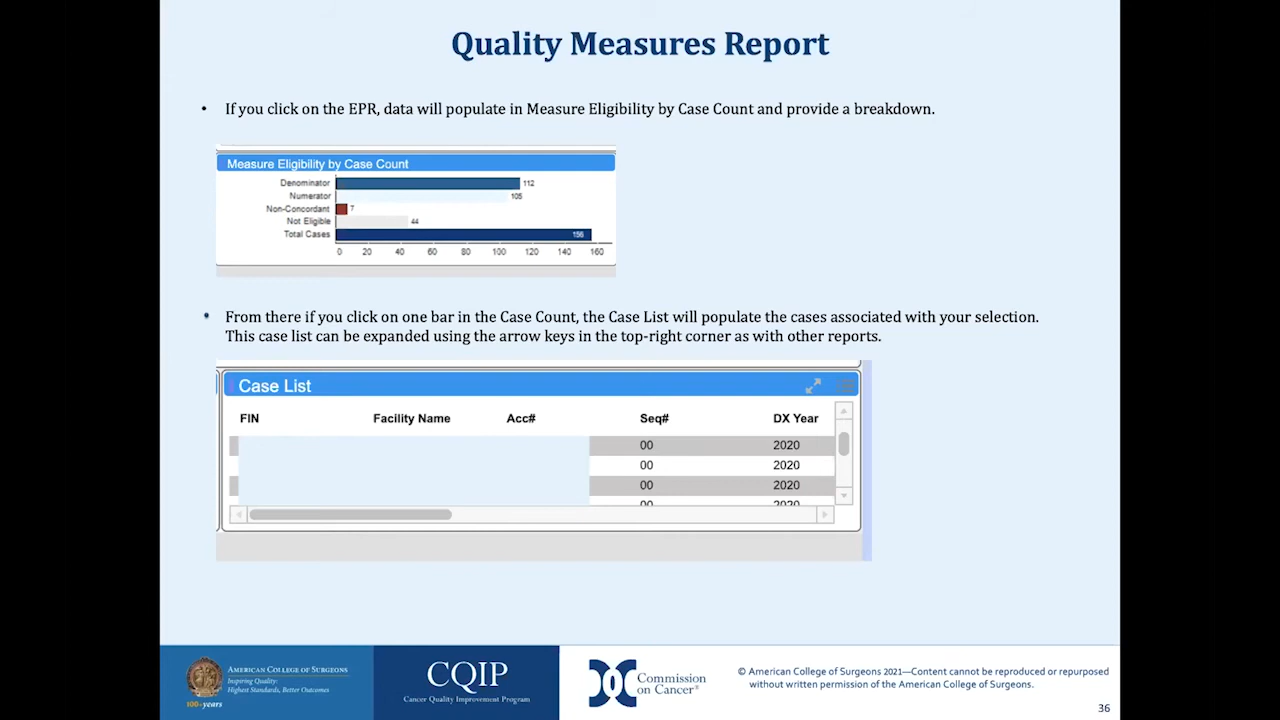 Quality Measures Report
• If you click on the EPR, data will populate in Measure Eligibility by Case Count and provide a breakdown.
Measure Eligibility by Case Count
Denominator 112
Numerator 105
Non-Concordant 7
Not Eligible 44
Total Cases 156
0 20 40 60 80 100 120 140 160
• From there if you click on one bar in the Case Count, the Case List will populate the cases associated with your selection.
This case list can be expanded using the arrow keys in the top-right corner as with other reports.
Case List
FIN Facility Name Acc# Seq# DX Year
00 2020
00 2020
00 2020
00 2020
AMERICAN COLLEGE OF SURGEONS
Inspiring Quality:
Highest Standards, Better Outcomes
100+years
CQIP
Cancer Quality Improvement Program
Commission
on Cancer®
© American College of Surgeons 2021—Content cannot be reproduced or repurposed
without written permission of the American College of Surgeons.
36